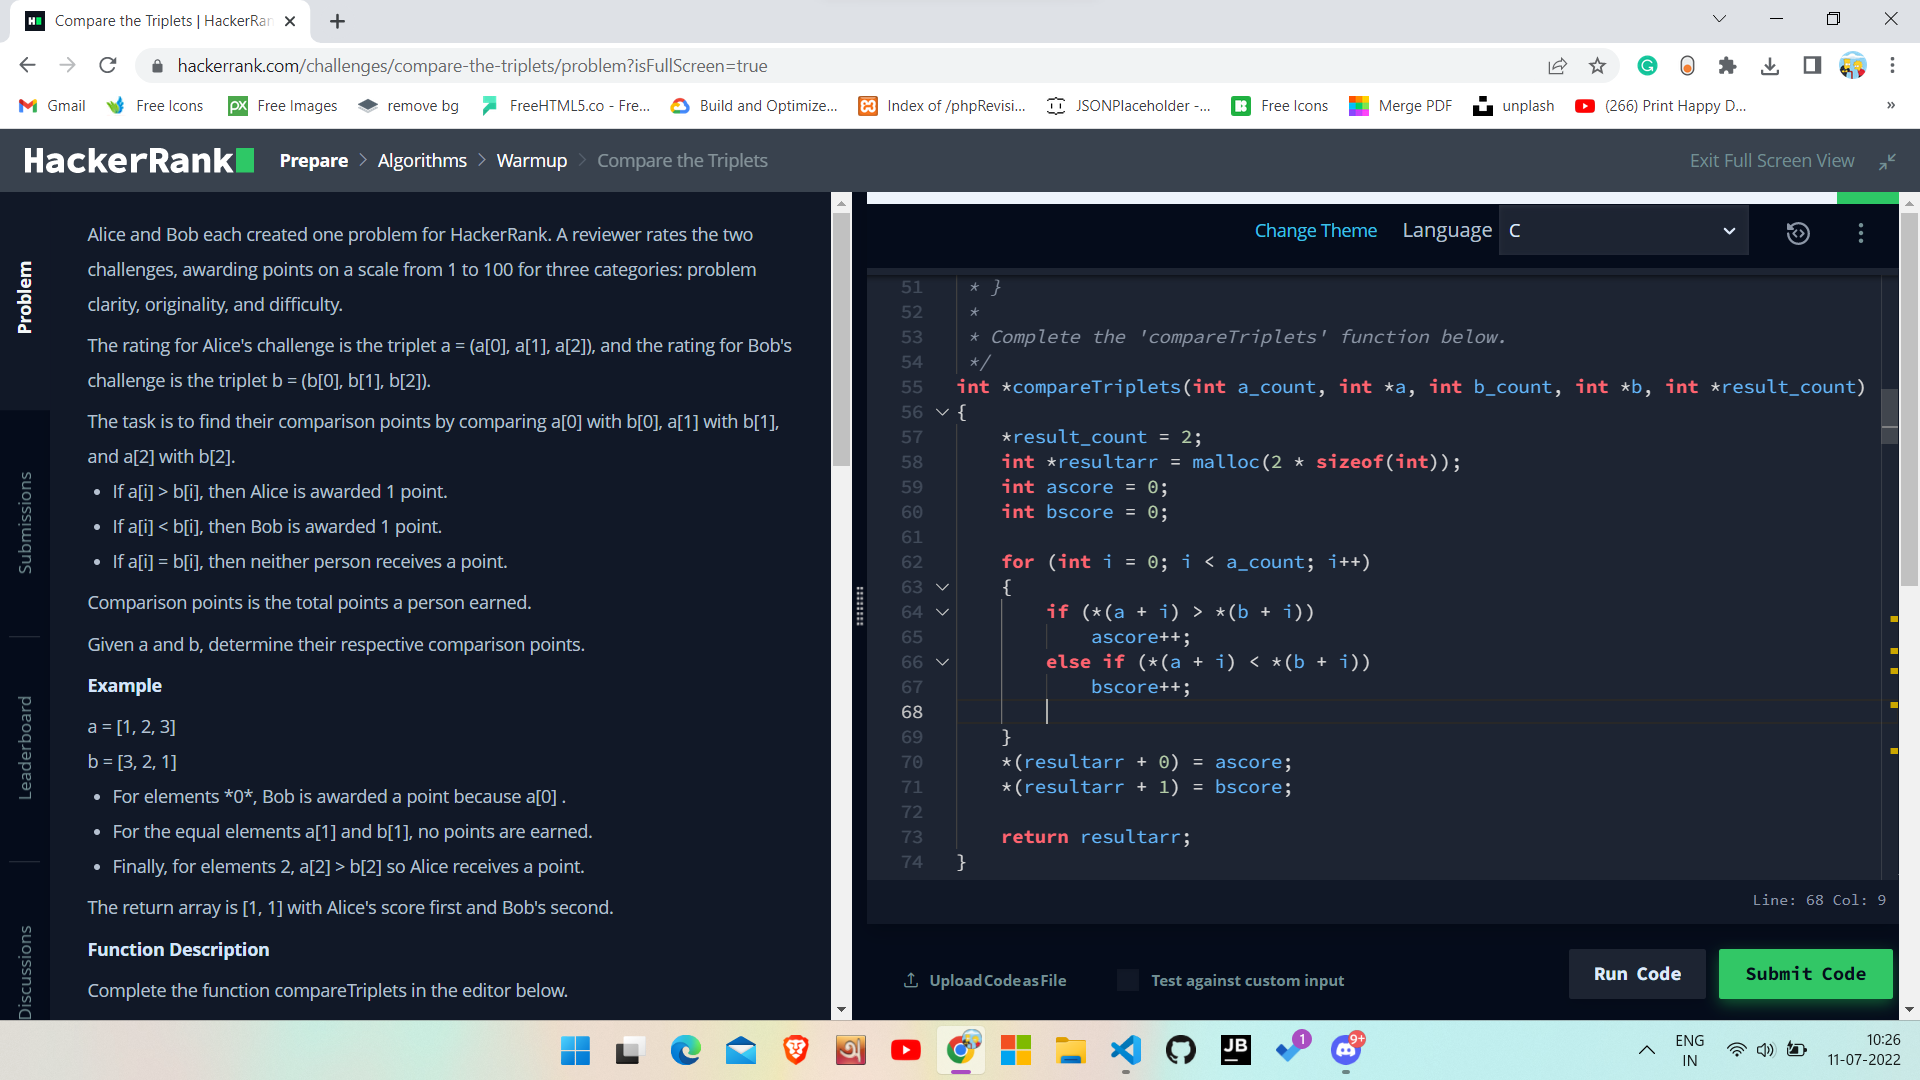 Compare the Triplets | HackerRan
hackerrank.com/challenges/compare-the-triplets/problem?isFullScreen=true
Gmail Free Icons Free Images remove bg FreeHTML5.co - Fre... Build and Optimize... Index of /phpRevisi... JSONPlaceholder -... Free Icons Merge PDF unplash (266) Print Happy D... »
HackerRank Prepare > Algorithms > Warmup > Compare the Triplets Exit Full Screen View
Problem
Submissions
Leaderboard
Discussions
Alice and Bob each created one problem for HackerRank. A reviewer rates the two
challenges, awarding points on a scale from 1 to 100 for three categories: problem
clarity, originality, and difficulty.
The rating for Alice's challenge is the triplet a = (a[0], a[1], a[2]), and the rating for Bob's
challenge is the triplet b = (b[0], b[1], b[2]).
The task is to find their comparison points by comparing a[0] with b[0], a[1] with b[1],
and a[2] with b[2].
• If a[i] > b[i], then Alice is awarded 1 point.
• If a[i] < b[i], then Bob is awarded 1 point.
• If a[i] = b[i], then neither person receives a point.
Comparison points is the total points a person earned.
Given a and b, determine their respective comparison points.
Example
a = [1, 2, 3]
b = [3, 2, 1]
• For elements *0*, Bob is awarded a point because a[0] .
• For the equal elements a[1] and b[1], no points are earned.
• Finally, for elements 2, a[2] > b[2] so Alice receives a point.
The return array is [1, 1] with Alice's score first and Bob's second.
Function Description
Complete the function compareTriplets in the editor below.
Change Theme Language C
51 * }
52 *
53 * Complete the 'compareTriplets' function below.
54 */
55 int *compareTriplets(int a_count, int *a, int b_count, int *b, int *result_count)
56 {
57 *result_count = 2;
58 int *resultarr = malloc(2 * sizeof(int));
59 int ascore = 0;
60 int bscore = 0;
61
62 for (int i = 0; i < a_count; i++)
63 {
64 if (*(a + i) > *(b + i))
65 ascore++;
66 else if (*(a + i) < *(b + i))
67 bscore++;
68
69 }
70 *(resultarr + 0) = ascore;
71 *(resultarr + 1) = bscore;
72
73 return resultarr;
74 }
Line: 68 Col: 9
Upload Code as File Test against custom input Run Code Submit Code
JB 1 9+
ENG
IN
10:26
11-07-2022